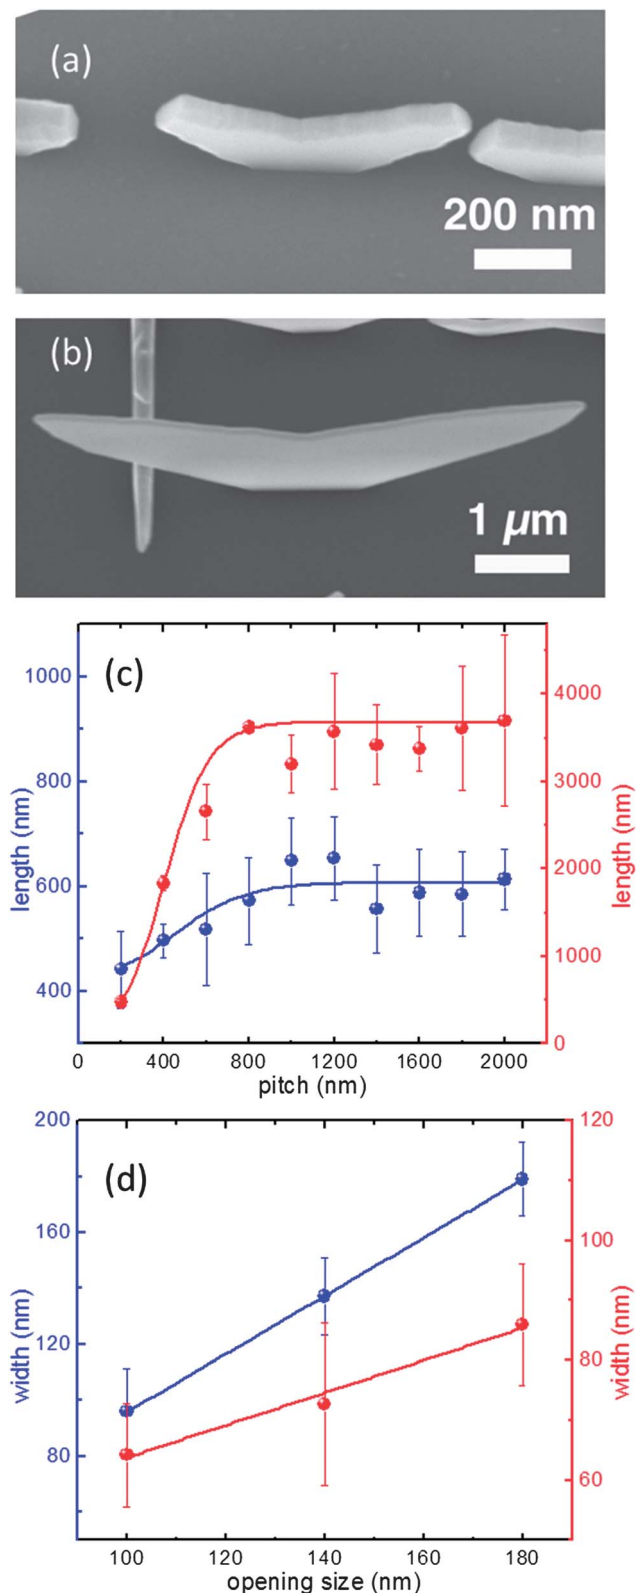 (a)
200 nm
(b)
1 µm
(c)
1000
800
600
400
length (nm)
4000
3000
2000
1000
0
length (nm)
0 400 800 1200 1600 2000
pitch (nm)
(d)
200
160
120
80
width (nm)
120
100
80
60
width (nm)
100 120 140 160 180
opening size (nm)